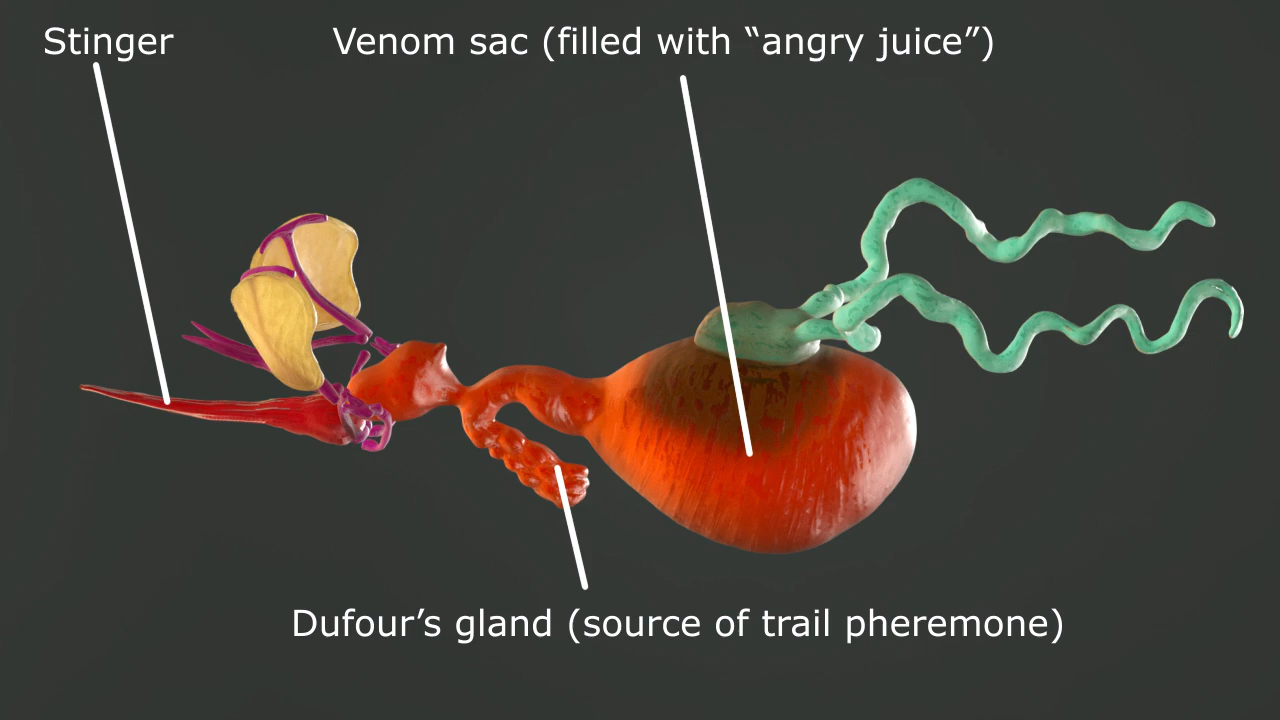 Stinger
Venom sac (filled with “angry juice”)
Dufour’s gland (source of trail pheremone)